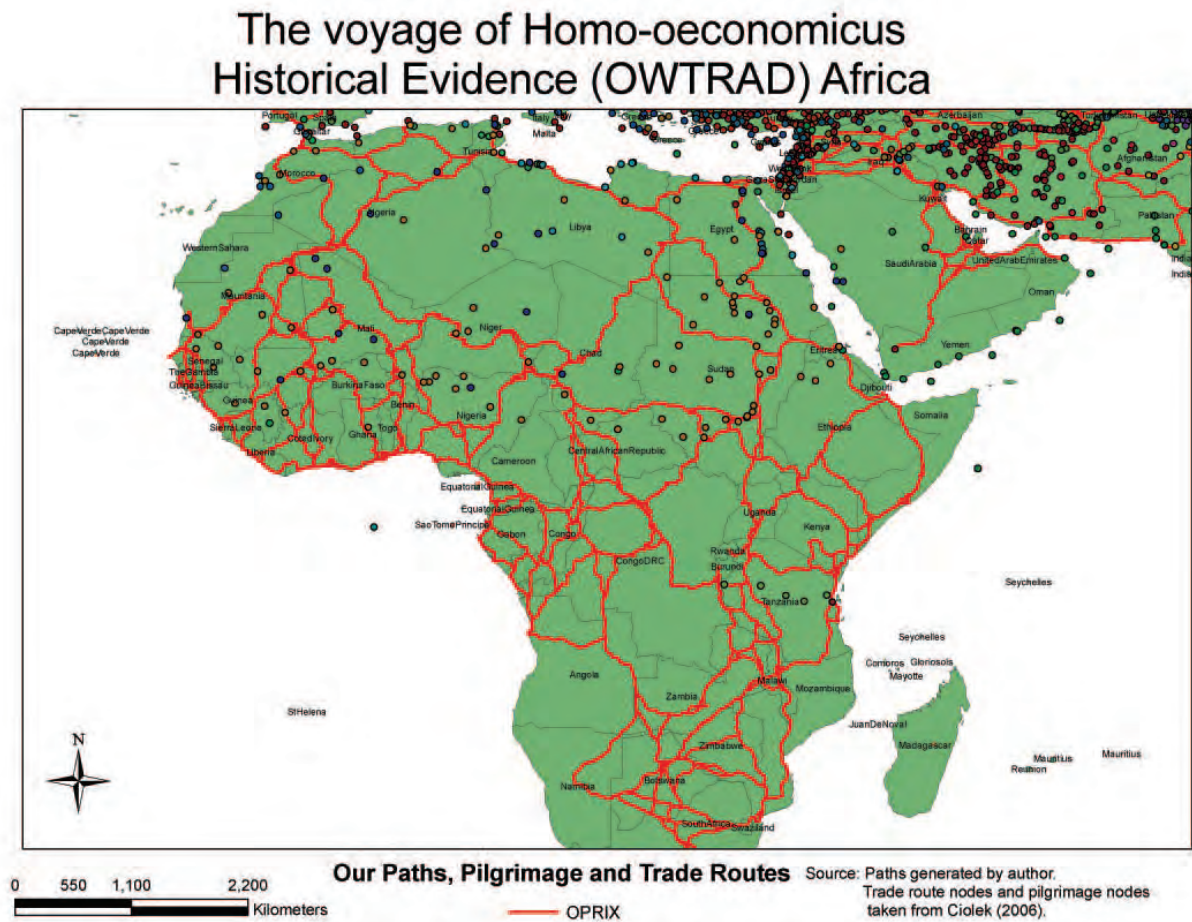 The voyage of Homo-oeconomicus
Historical Evidence (OWTRAD) Africa
Portugal
Gibraltar
Italy
Malta
Greece
Azerbaijan
Tunisia
Afghanistan
Iraq
Morocco
Kuwait
Algeria
Libya
Egypt
Pakistan
Bahrain
Qatar
WesternSahara
SaudiArabia
UnitedArabEmirates
India
Mauritania
Oman
CapeVerdeCapeVerde
CapeVerde
CapeVerde
Mali
Niger
Chad
Eritrea
Yemen
Senegal
TheGambia
GuineaBissau
Sudan
BurkinaFaso
Djibouti
Guinea
Benin
Nigeria
Somalia
SierraLeone
CotedIvory
Ghana
Togo
Ethiopia
Liberia
CentralAfricanRepublic
Cameroon
EquatorialGuinea
EquatorialGuinea
Uganda
SaoTomePrincipe
Gabon
Congo
Kenya
Rwanda
CongoDRC
Burundi
Seychelles
Tanzania
Seychelles
Comoros
Gloriosols
Mayotte
Angola
Malawi
Mozambique
Zambia
StHelena
JuanDeNoval
Zimbabwe
Madagascar
Mauritius
Mauritius
Reunion
Botswana
Namibia
SouthAfrica
Swaziland
N
Our Paths, Pilgrimage and Trade Routes
Source: Paths generated by author.
Trade route nodes and pilgrimage nodes
taken from Ciolek (2006).
0 550 1,100 2,200
Kilometers
OPRIX